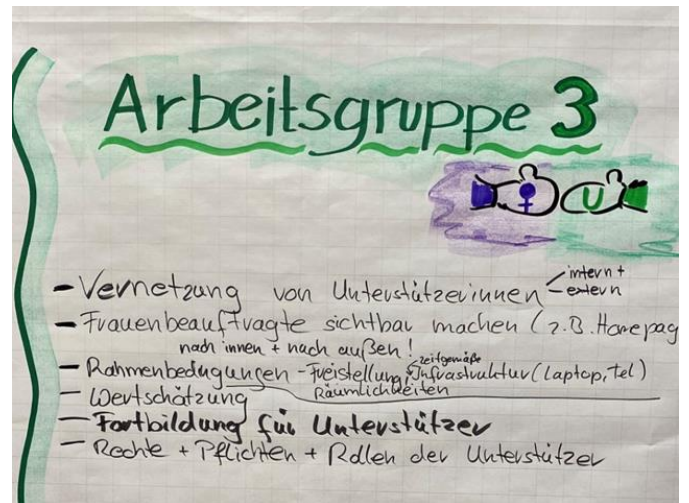 Arbeitsgruppe 3
U
- Vernetzung von Unterstützerinnen - intern +
- extern
- Frauenbeauftragte sichtbar machen (z.B. Homepag
nach innen + nach außen!
- Rahmenbedingungen - Freistellung, zeitgemäße Infrastruktur (Laptop, Tel)
Räumlichkeiten
- Wertschätzung
- Fortbildung für Unterstützer
- Rechte + Pflichten + Rollen der Unterstützer